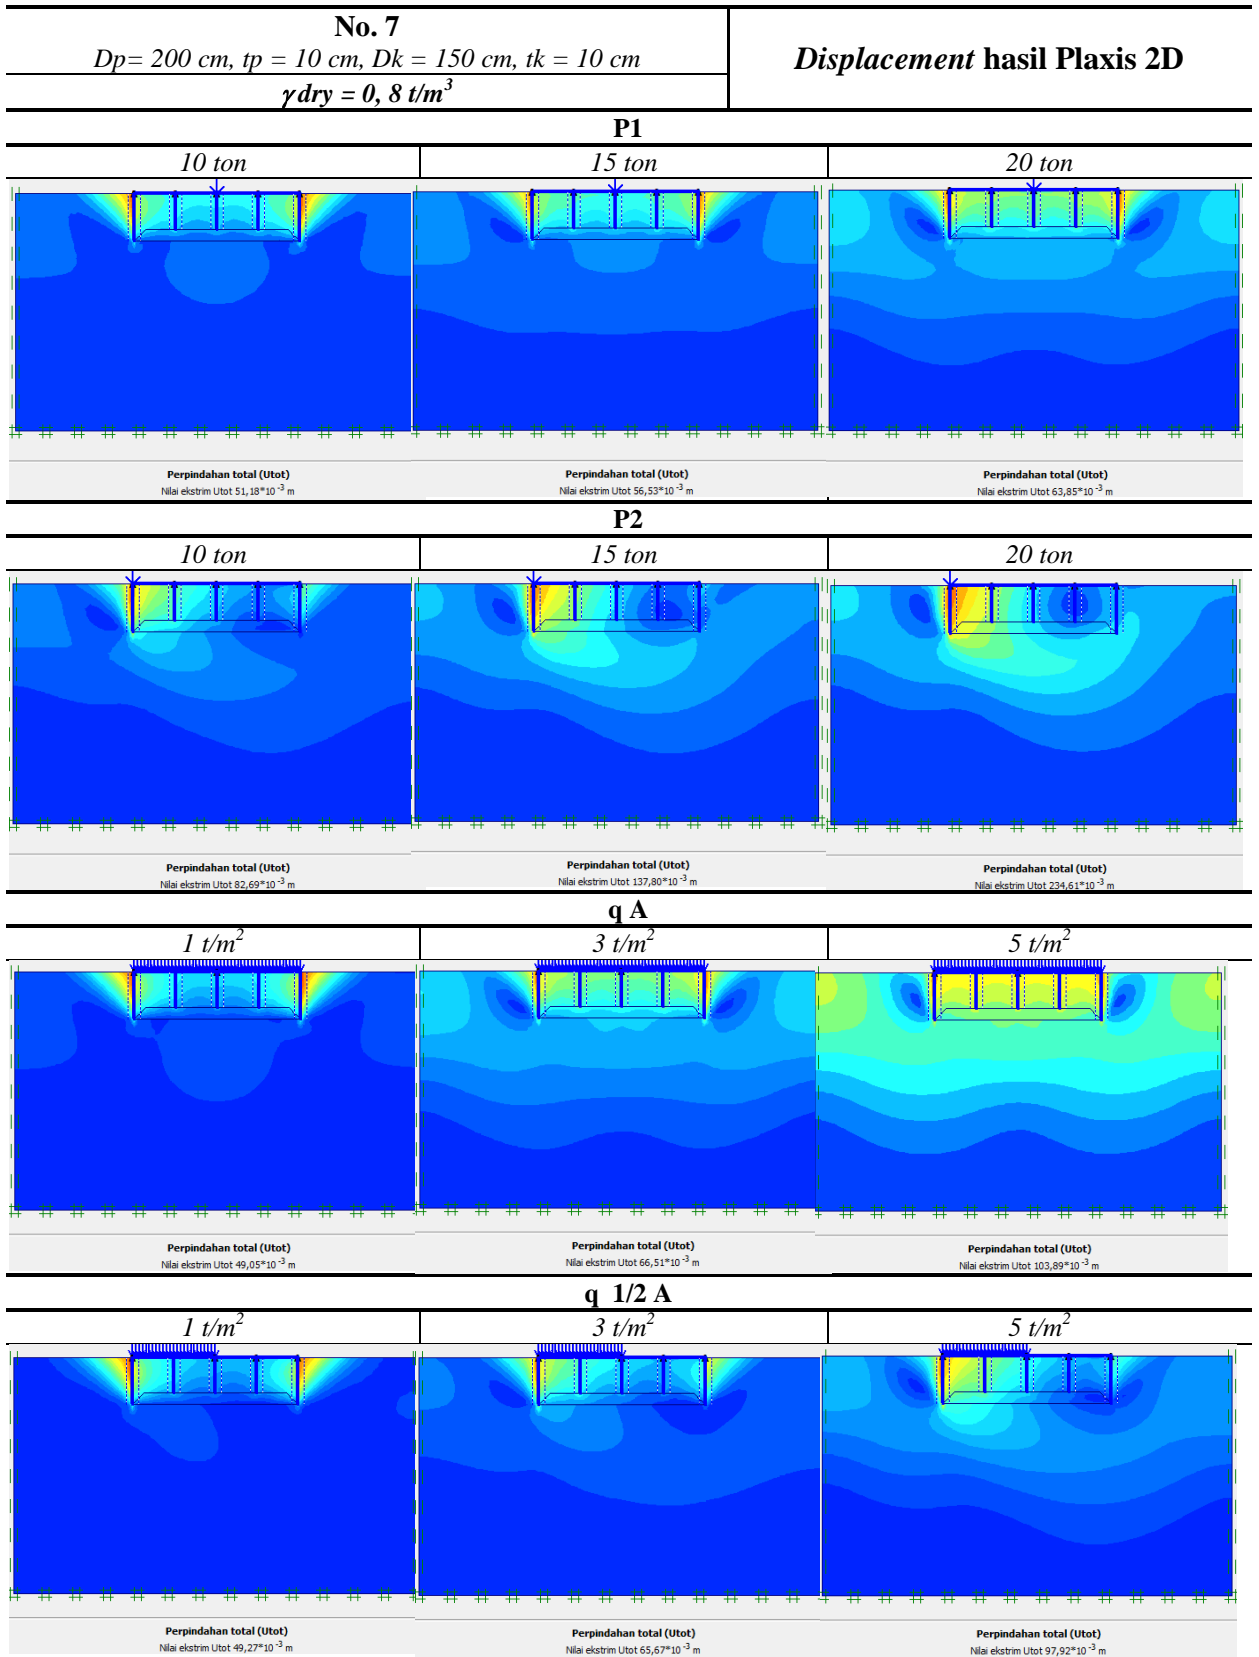 No. 7
Dp= 200 cm, tp = 10 cm, Dk = 150 cm, tk = 10 cm
γ dry = 0, 8 t/m³
Displacement hasil Plaxis 2D
P1
10 ton 15 ton 20 ton
Perpindahan total (Utot) Perpindahan total (Utot) Perpindahan total (Utot)
Nilai ekstrim Utot 51,18*10⁻³ m Nilai ekstrim Utot 56,53*10⁻³ m Nilai ekstrim Utot 63,85*10⁻³ m
P2
10 ton 15 ton 20 ton
Perpindahan total (Utot) Perpindahan total (Utot) Perpindahan total (Utot)
Nilai ekstrim Utot 82,69*10⁻³ m Nilai ekstrim Utot 137,80*10⁻³ m Nilai ekstrim Utot 234,61*10⁻³ m
q A
1 t/m² 3 t/m² 5 t/m²
Perpindahan total (Utot) Perpindahan total (Utot) Perpindahan total (Utot)
Nilai ekstrim Utot 49,05*10⁻³ m Nilai ekstrim Utot 66,51*10⁻³ m Nilai ekstrim Utot 103,89*10⁻³ m
q 1/2 A
1 t/m² 3 t/m² 5 t/m²
Perpindahan total (Utot) Perpindahan total (Utot) Perpindahan total (Utot)
Nilai ekstrim Utot 49,27*10⁻³ m Nilai ekstrim Utot 65,67*10⁻³ m Nilai ekstrim Utot 97,92*10⁻³ m